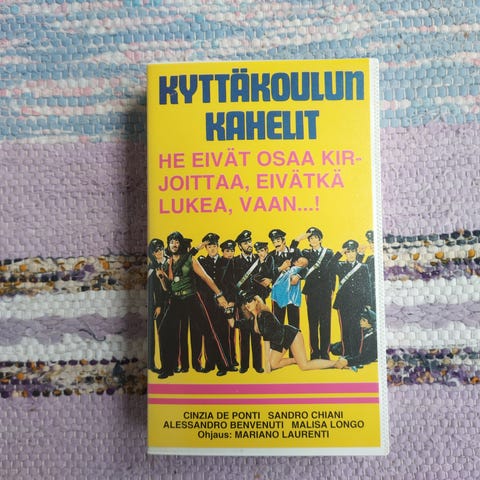 KYTTÄKOULUN
KAHELIT
HE EIVÄT OSAA KIR-
JOITTAA, EIVÄTKÄ
LUKEA, VAAN...!
CINZIA DE PONTI SANDRO CHIANI
ALESSANDRO BENVENUTI MALISA LONGO
Ohjaus: MARIANO LAURENTI